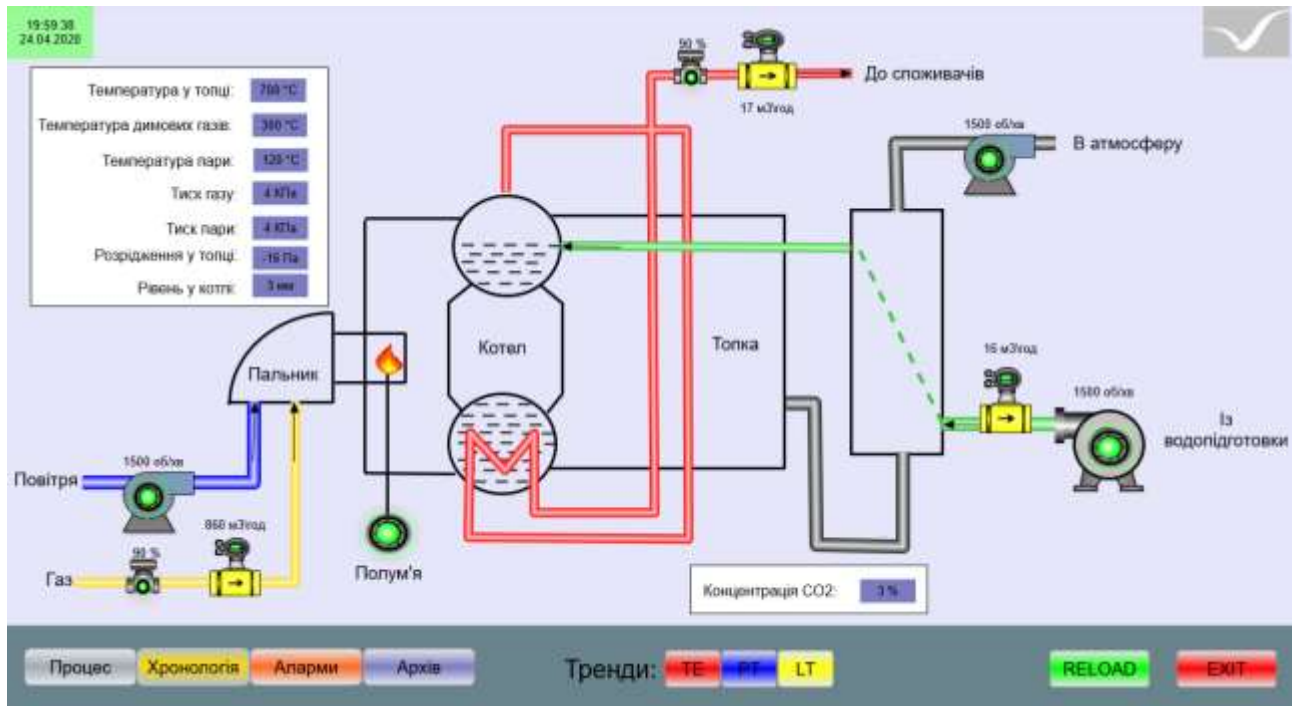 19:59:38
24.04.2020
Температура у топці: 700 °C
Температура димових газів: 300 °C
Температура пари: 120 °C
Тиск газу: 4 КПа
Тиск пари: 4 КПа
Розрідження у топці: -16 Па
Рівень у котлі: 3 мм
90 %
До споживачів
17 м3\год
1500 об/хв
В атмосферу
Котел
Топка
Пальник
16 м3\год
1500 об/хв
Із
водопідготовки
1500 об/хв
Повітря
860 м3\год
90 %
Газ
Полум'я
Концентрація CO2: 3 %
Процес
Хронологія
Аларми
Архів
Тренди:
TE
PT
LT
RELOAD
EXIT